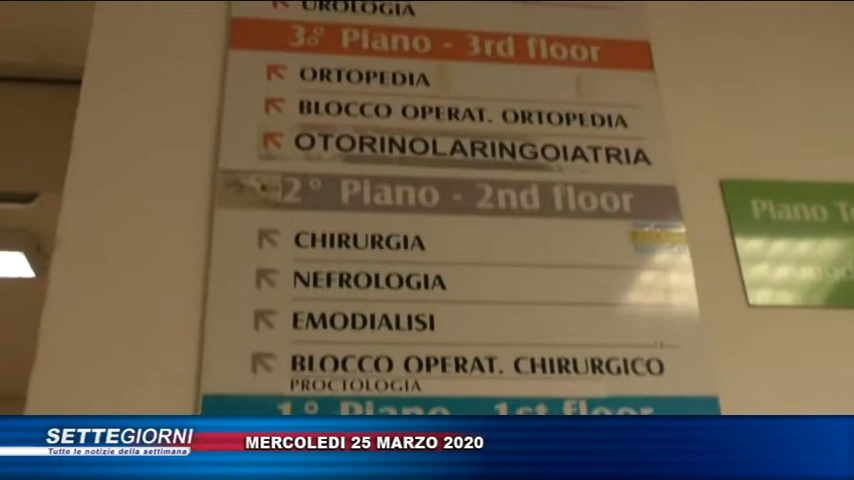 UROLOGIA
3° Piano - 3rd floor
ORTOPEDIA
BLOCCO OPERAT. ORTOPEDIA
OTORINOLARINGOIATRIA
2° Piano - 2nd floor
CHIRURGIA
NEFROLOGIA
EMODIALISI
BLOCCO OPERAT. CHIRURGICO
PROCTOLOGIA
1° Piano - 1st floor
Piano
SETTEGIORNI
Tutte le notizie della settimana
MERCOLEDI 25 MARZO 2020